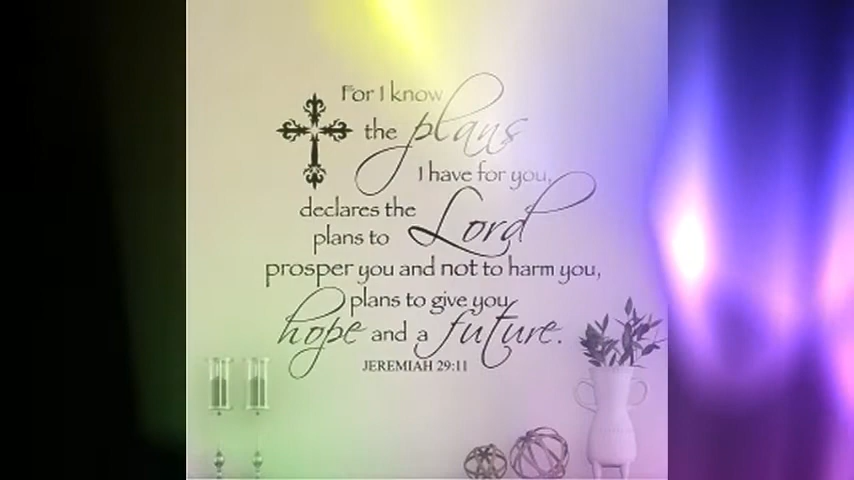 For I know
the plans
I have for you,
declares the Lord
plans to
prosper you and not to harm you,
plans to give you
hope and a future.
JEREMIAH 29:11